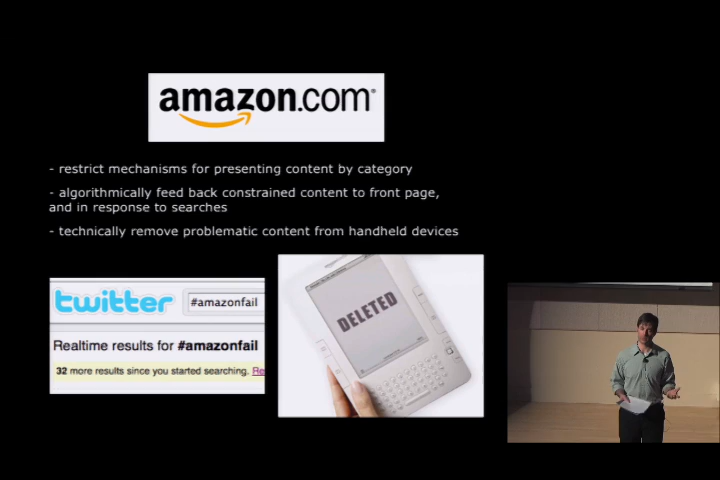 amazon.com
- restrict mechanisms for presenting content by category
- algorithmically feed back constrained content to front page,
and in response to searches
- technically remove problematic content from handheld devices
twitter #amazonfail
Realtime results for #amazonfail
32 more results since you started searching. Re
DELETED